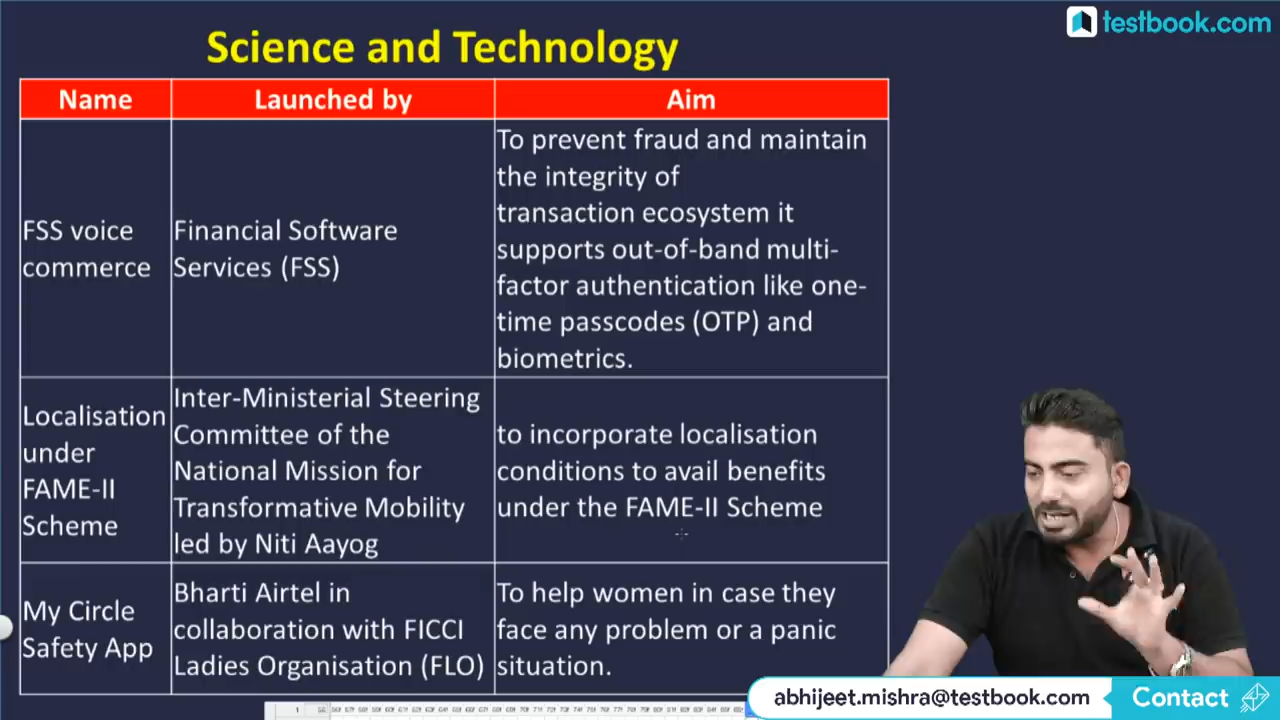 testbook.com
Science and Technology
Name
Launched by
Aim
FSS voice
commerce
Financial Software
Services (FSS)
To prevent fraud and maintain
the integrity of
transaction ecosystem it
supports out-of-band multi-
factor authentication like one-
time passcodes (OTP) and
biometrics.
Localisation
under
FAME-II
Scheme
Inter-Ministerial Steering
Committee of the
National Mission for
Transformative Mobility
led by Niti Aayog
to incorporate localisation
conditions to avail benefits
under the FAME-II Scheme
My Circle
Safety App
Bharti Airtel in
collaboration with FICCI
Ladies Organisation (FLO)
To help women in case they
face any problem or a panic
situation.
abhijeet.mishra@testbook.com
Contact